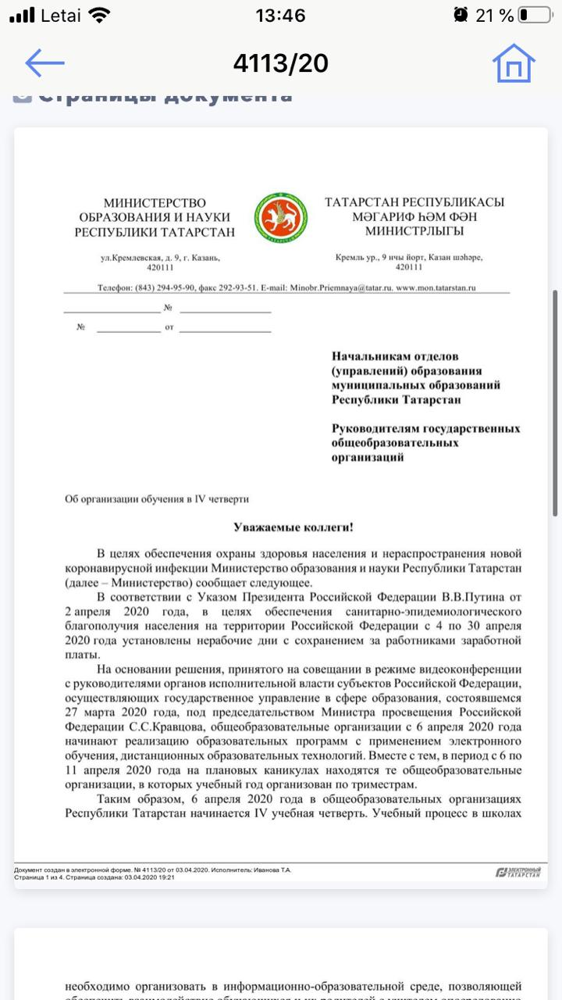 Letai 13:46 21 %
4113/20
Страницы документа
МИНИСТЕРСТВО
ОБРАЗОВАНИЯ И НАУКИ
РЕСПУБЛИКИ ТАТАРСТАН
ул.Кремлевская, д. 9, г. Казань,
420111
ТАТАРСТАН РЕСПУБЛИКАСЫ
МӘГАРИФ ҺӘМ ФӘН
МИНИСТРЛЫГЫ
Кремль ур., 9 нчы йорт, Казан шәһәре,
420111
Телефон: (843) 294-95-90, факс 292-93-51. E-mail: Minobr.Priemnaya@tatar.ru. www.mon.tatarstan.ru
____________ № ____________
№ ________ от ____________
Начальникам отделов
(управлений) образования
муниципальных образований
Республики Татарстан
Руководителям государственных
общеобразовательных
организаций
Об организации обучения в IV четверти
Уважаемые коллеги!
В целях обеспечения охраны здоровья населения и нераспространения новой
коронавирусной инфекции Министерство образования и науки Республики Татарстан
(далее – Министерство) сообщает следующее.
В соответствии с Указом Президента Российской Федерации В.В.Путина от
2 апреля 2020 года, в целях обеспечения санитарно-эпидемиологического
благополучия населения на территории Российской Федерации с 4 по 30 апреля
2020 года установлены нерабочие дни с сохранением за работниками заработной
платы.
На основании решения, принятого на совещании в режиме видеоконференции
с руководителями органов исполнительной власти субъектов Российской Федерации,
осуществляющих государственное управление в сфере образования, состоявшемся
27 марта 2020 года, под председательством Министра просвещения Российской
Федерации С.С.Кравцова, общеобразовательные организации с 6 апреля 2020 года
начинают реализацию образовательных программ с применением электронного
обучения, дистанционных образовательных технологий. Вместе с тем, в период с 6 по
11 апреля 2020 года на плановых каникулах находятся те общеобразовательные
организации, в которых учебный год организован по триместрам.
Таким образом, 6 апреля 2020 года в общеобразовательных организациях
Республики Татарстан начинается IV учебная четверть. Учебный процесс в школах
Документ создан в электронной форме. № 4113/20 от 03.04.2020. Исполнитель: Иванова Т.А.
Страница 1 из 4. Страница создана: 03.04.2020 19:21
ЭЛЕКТРОННЫЙ
ТАТАРСТАН
необходимо организовать в информационно-образовательной среде, позволяющей